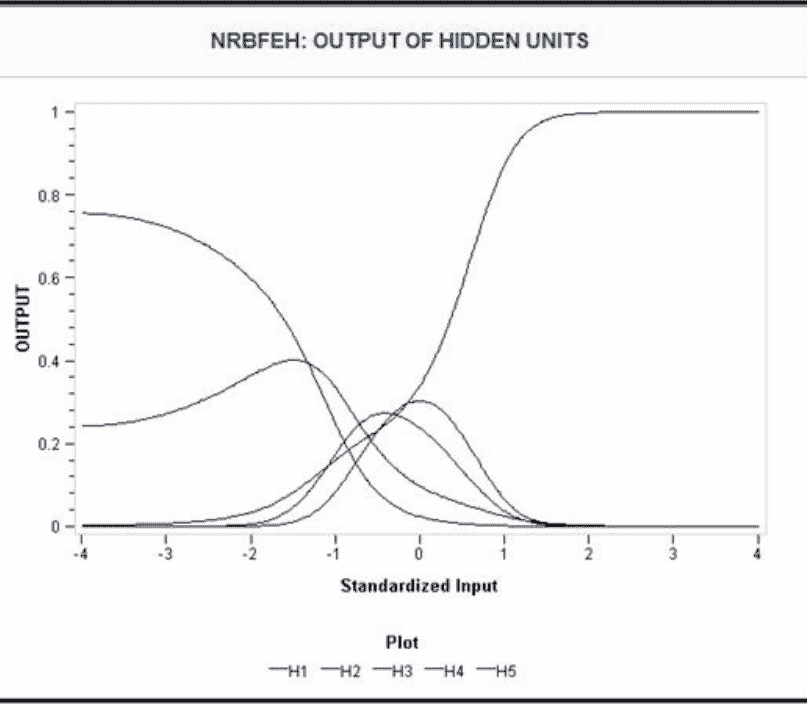 NRBFEH: OUTPUT OF HIDDEN UNITS
1
0.8
0.6
0.4
0.2
0
OUTPUT
-4 -3 -2 -1 0 1 2 3 4
Standardized Input
Plot
H1 H2 H3 H4 H5